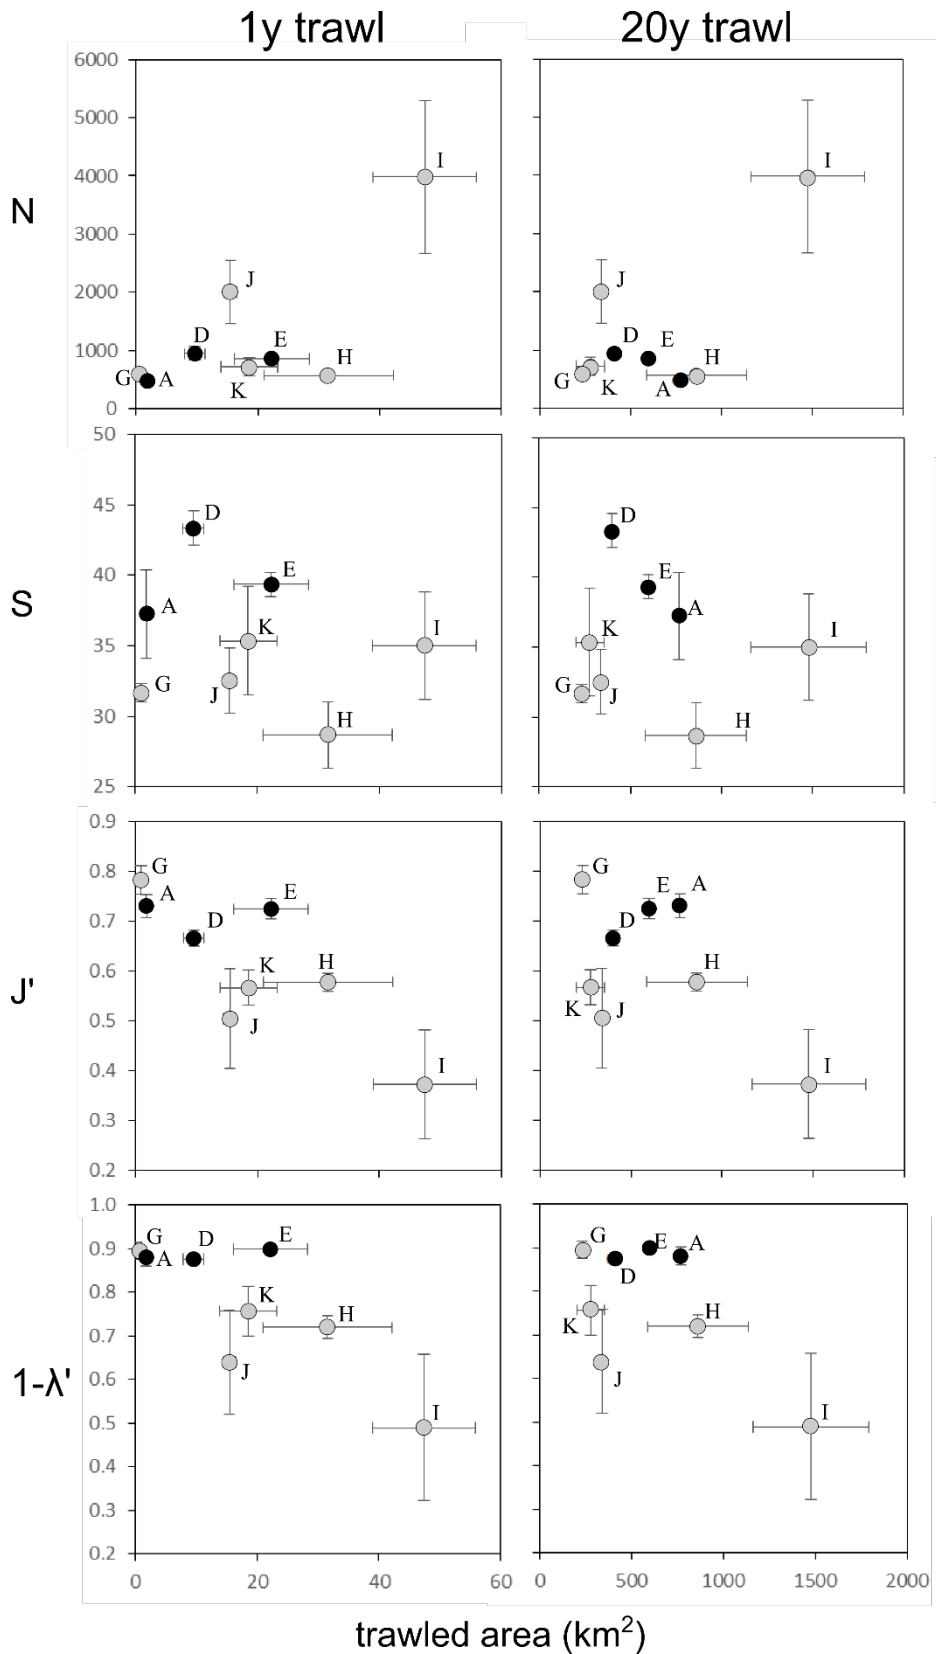 1y trawl 20y trawl
N
6000
5000
4000
3000
2000
1000
0
I
J
D
E
H
G
A
K
I
J
D
E
H
G
K
A
S
50
45
40
35
30
25
D
E
A
K
I
G
J
H
D
E
K
A
I
G
J
H
J'
0.9
0.8
0.7
0.6
0.5
0.4
0.3
0.2
G
A
E
D
K
H
J
I
G
E
A
D
H
K
J
I
1-λ'
1.0
0.9
0.8
0.7
0.6
0.5
0.4
0.3
0.2
G
A
D
E
K
H
J
I
G
E
A
D
K
H
J
I
0 20 40 60 0 500 1000 1500 2000
trawled area (km²)